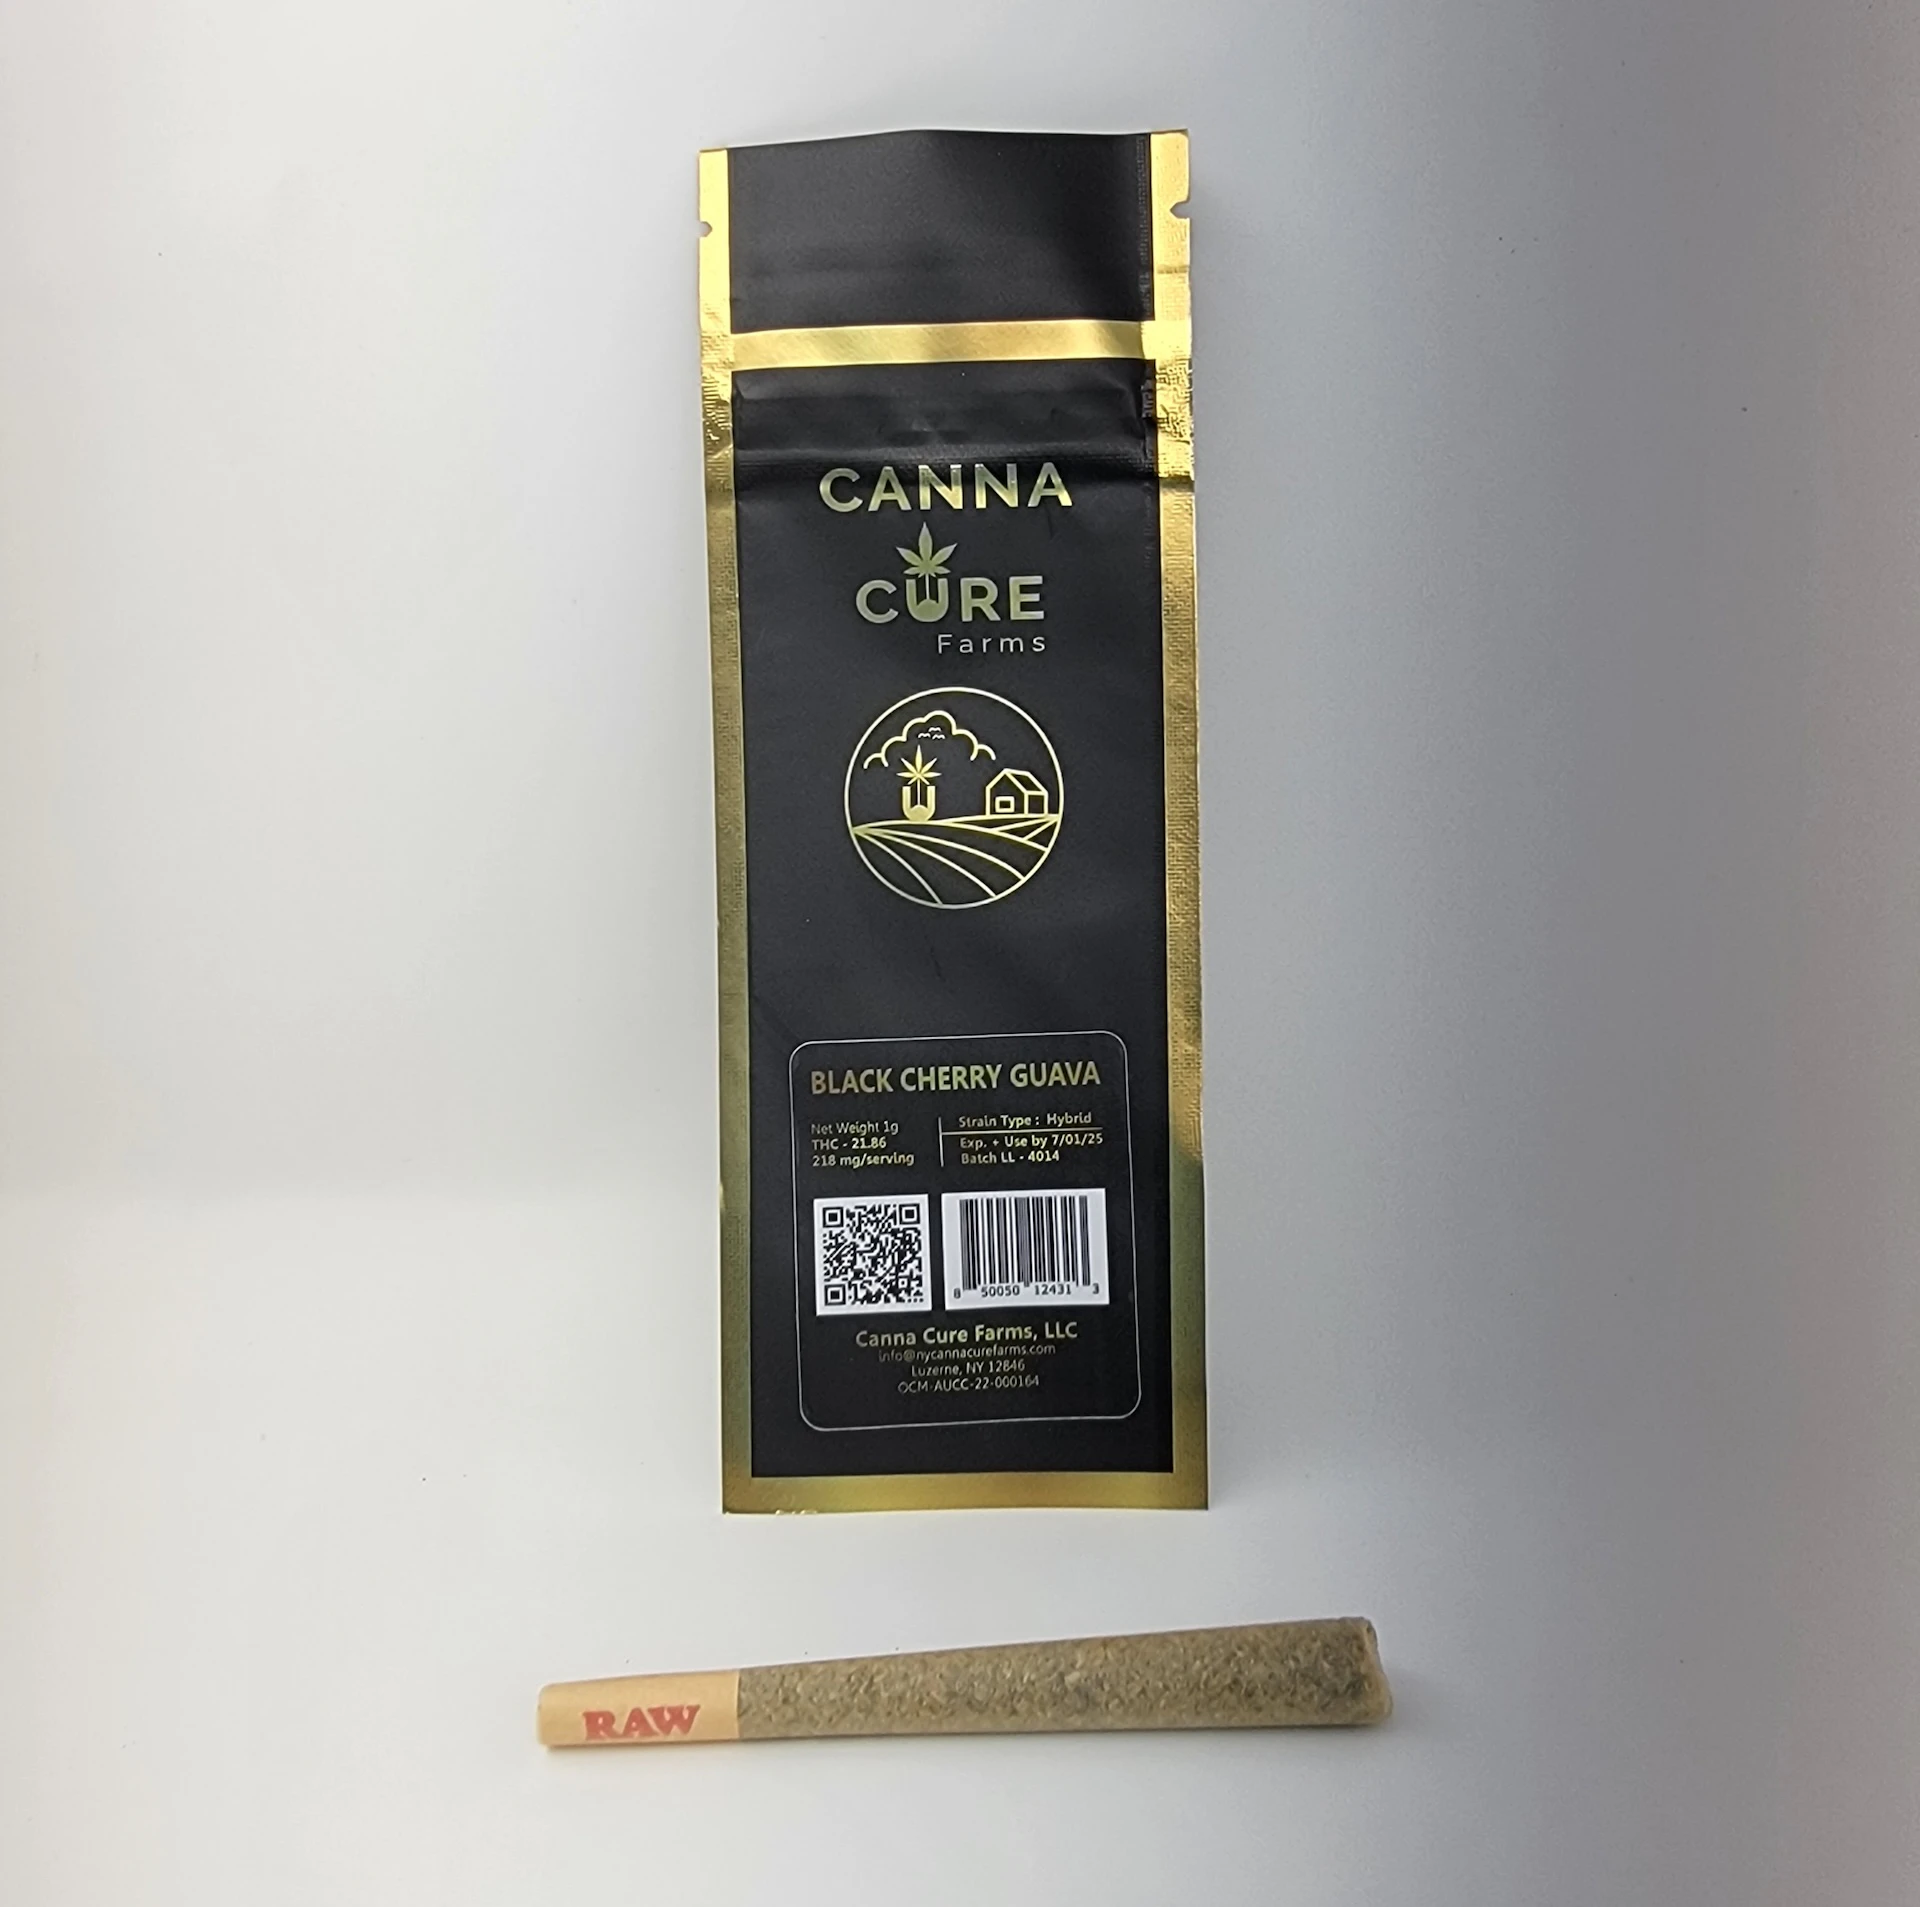 CANNA
CURE
Farms
BLACK CHERRY GUAVA
Net Weight 1g
THC - 21.86
218 mg/serving
Strain Type : Hybrid
Exp. + Use by 7/01/25
Batch LL - 4014
8 50050 12431 3
Canna Cure Farms, LLC
info@nycannacurefarms.com
Luzerne, NY 12846
OCM-AUCC-22-000164
RAW